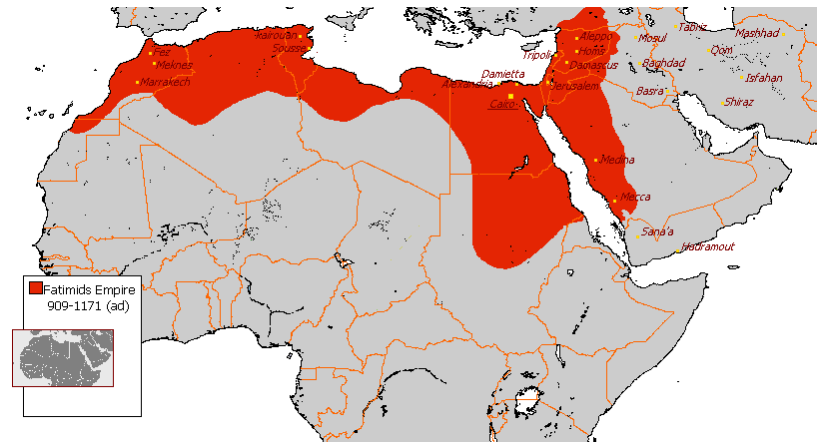 Tabriz
Mashhad
Mosul
Qom
Aleppo
Homs
Tripoli
Damascus
Baghdad
Isfahan
Kairouan
Sousse
Fez
Meknes
Marrakech
Damietta
Alexandria
Jerusalem
Basra
Shiraz
Cairo
Medina
Mecca
Sana'a
Hadramout
Fatimids Empire
909-1171 (ad)